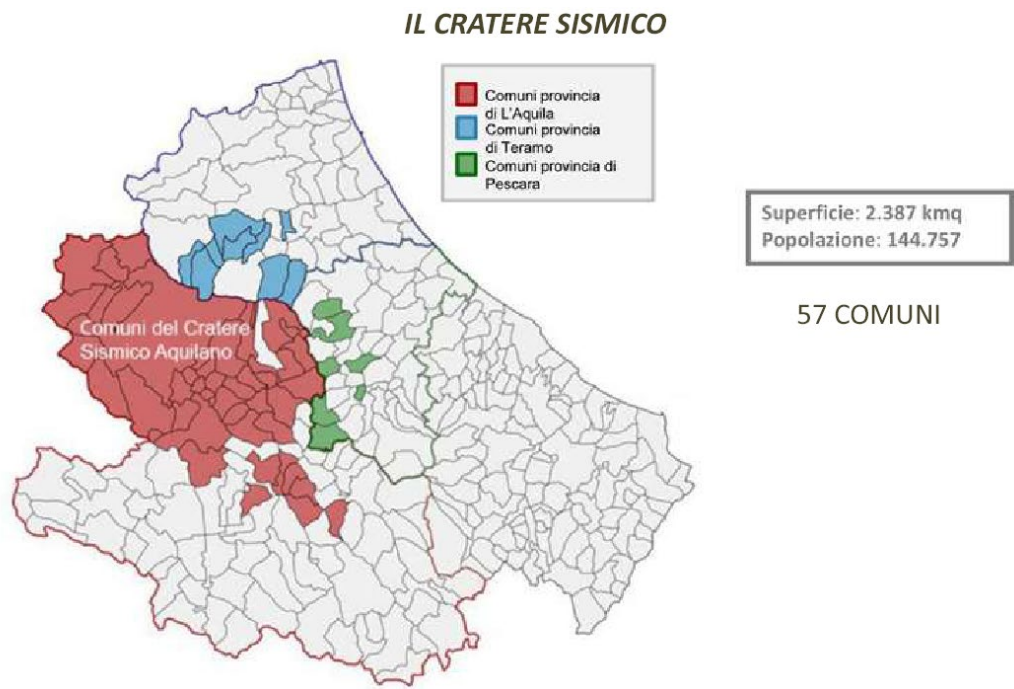 IL CRATERE SISMICO
Comuni provincia
di L'Aquila
Comuni provincia
di Teramo
Comuni provincia di
Pescara
Superficie: 2.387 kmq
Popolazione: 144.757
57 COMUNI
Comuni del Cratere
Sismico Aquilano